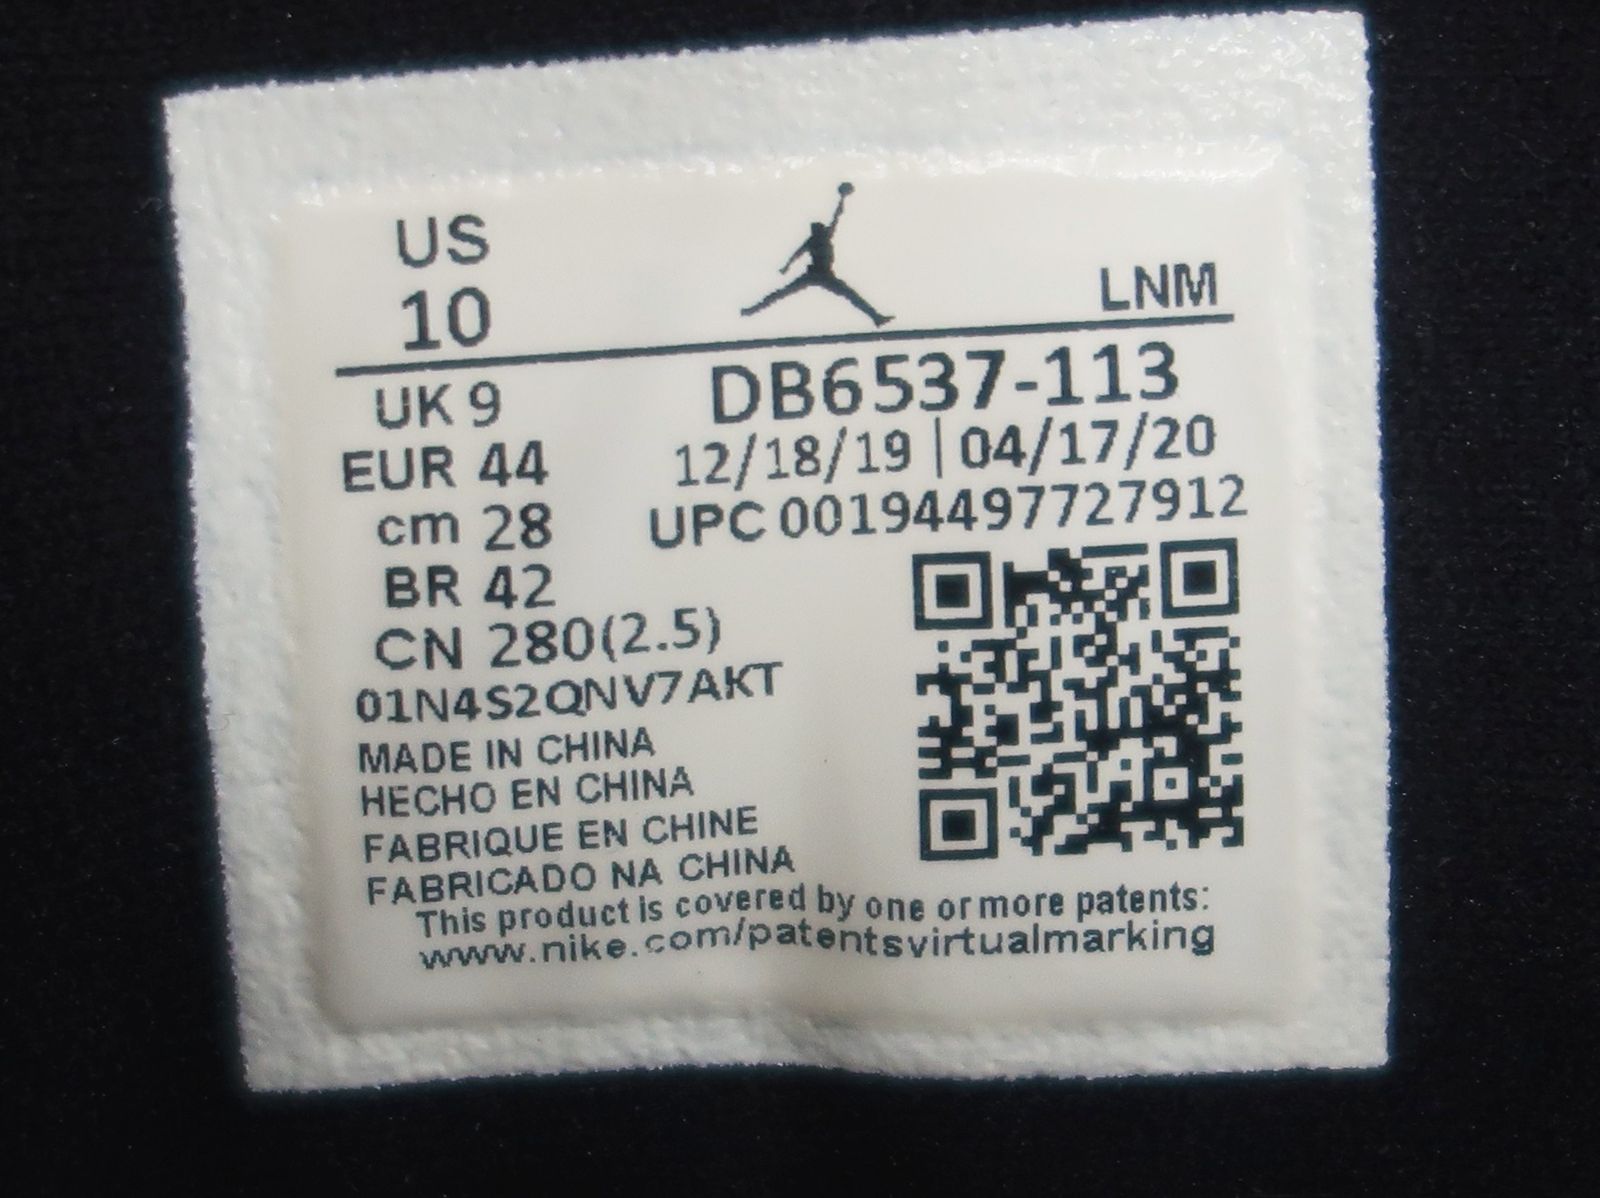 US
10
LNM
UK 9
EUR 44
cm 28
BR 42
CN 280(2.5)
DB6537-113
12/18/19 | 04/17/20
UPC 00194497727912
01N4S2QNV7AKT
MADE IN CHINA
HECHO EN CHINA
FABRIQUE EN CHINE
FABRICADO NA CHINA
This product is covered by one or more patents:
www.nike.com/patentsvirtualmarking